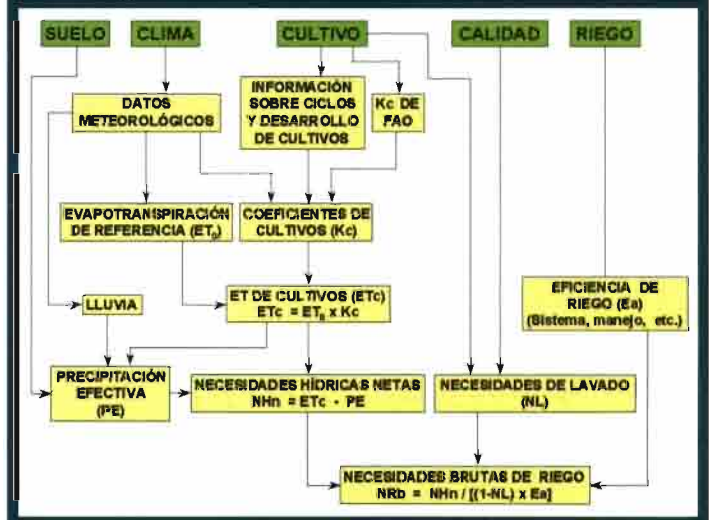 SUELO
CLIMA
CULTIVO
CALIDAD
RIEGO
DATOS
METEOROLÓGICOS
INFORMACIÓN
SOBRE CICLOS
Y DESARROLLO
DE CULTIVOS
Kc DE
FAO
EVAPOTRANSPIRACIÓN
DE REFERENCIA (ET₀)
COEFICIENTES DE
CULTIVOS (Kc)
LLUVIA
ET DE CULTIVOS (ETc)
ETc = ET₀ x Kc
EFICIENCIA DE
RIEGO (Ea)
(Sistema, manejo, etc.)
PRECIPITACIÓN
EFECTIVA
(PE)
NECESIDADES HÍDRICAS NETAS
NHn = ETc - PE
NECESIDADES DE LAVADO
(NL)
NECESIDADES BRUTAS DE RIEGO
NRb = NHn / [(1-NL) x Ea]